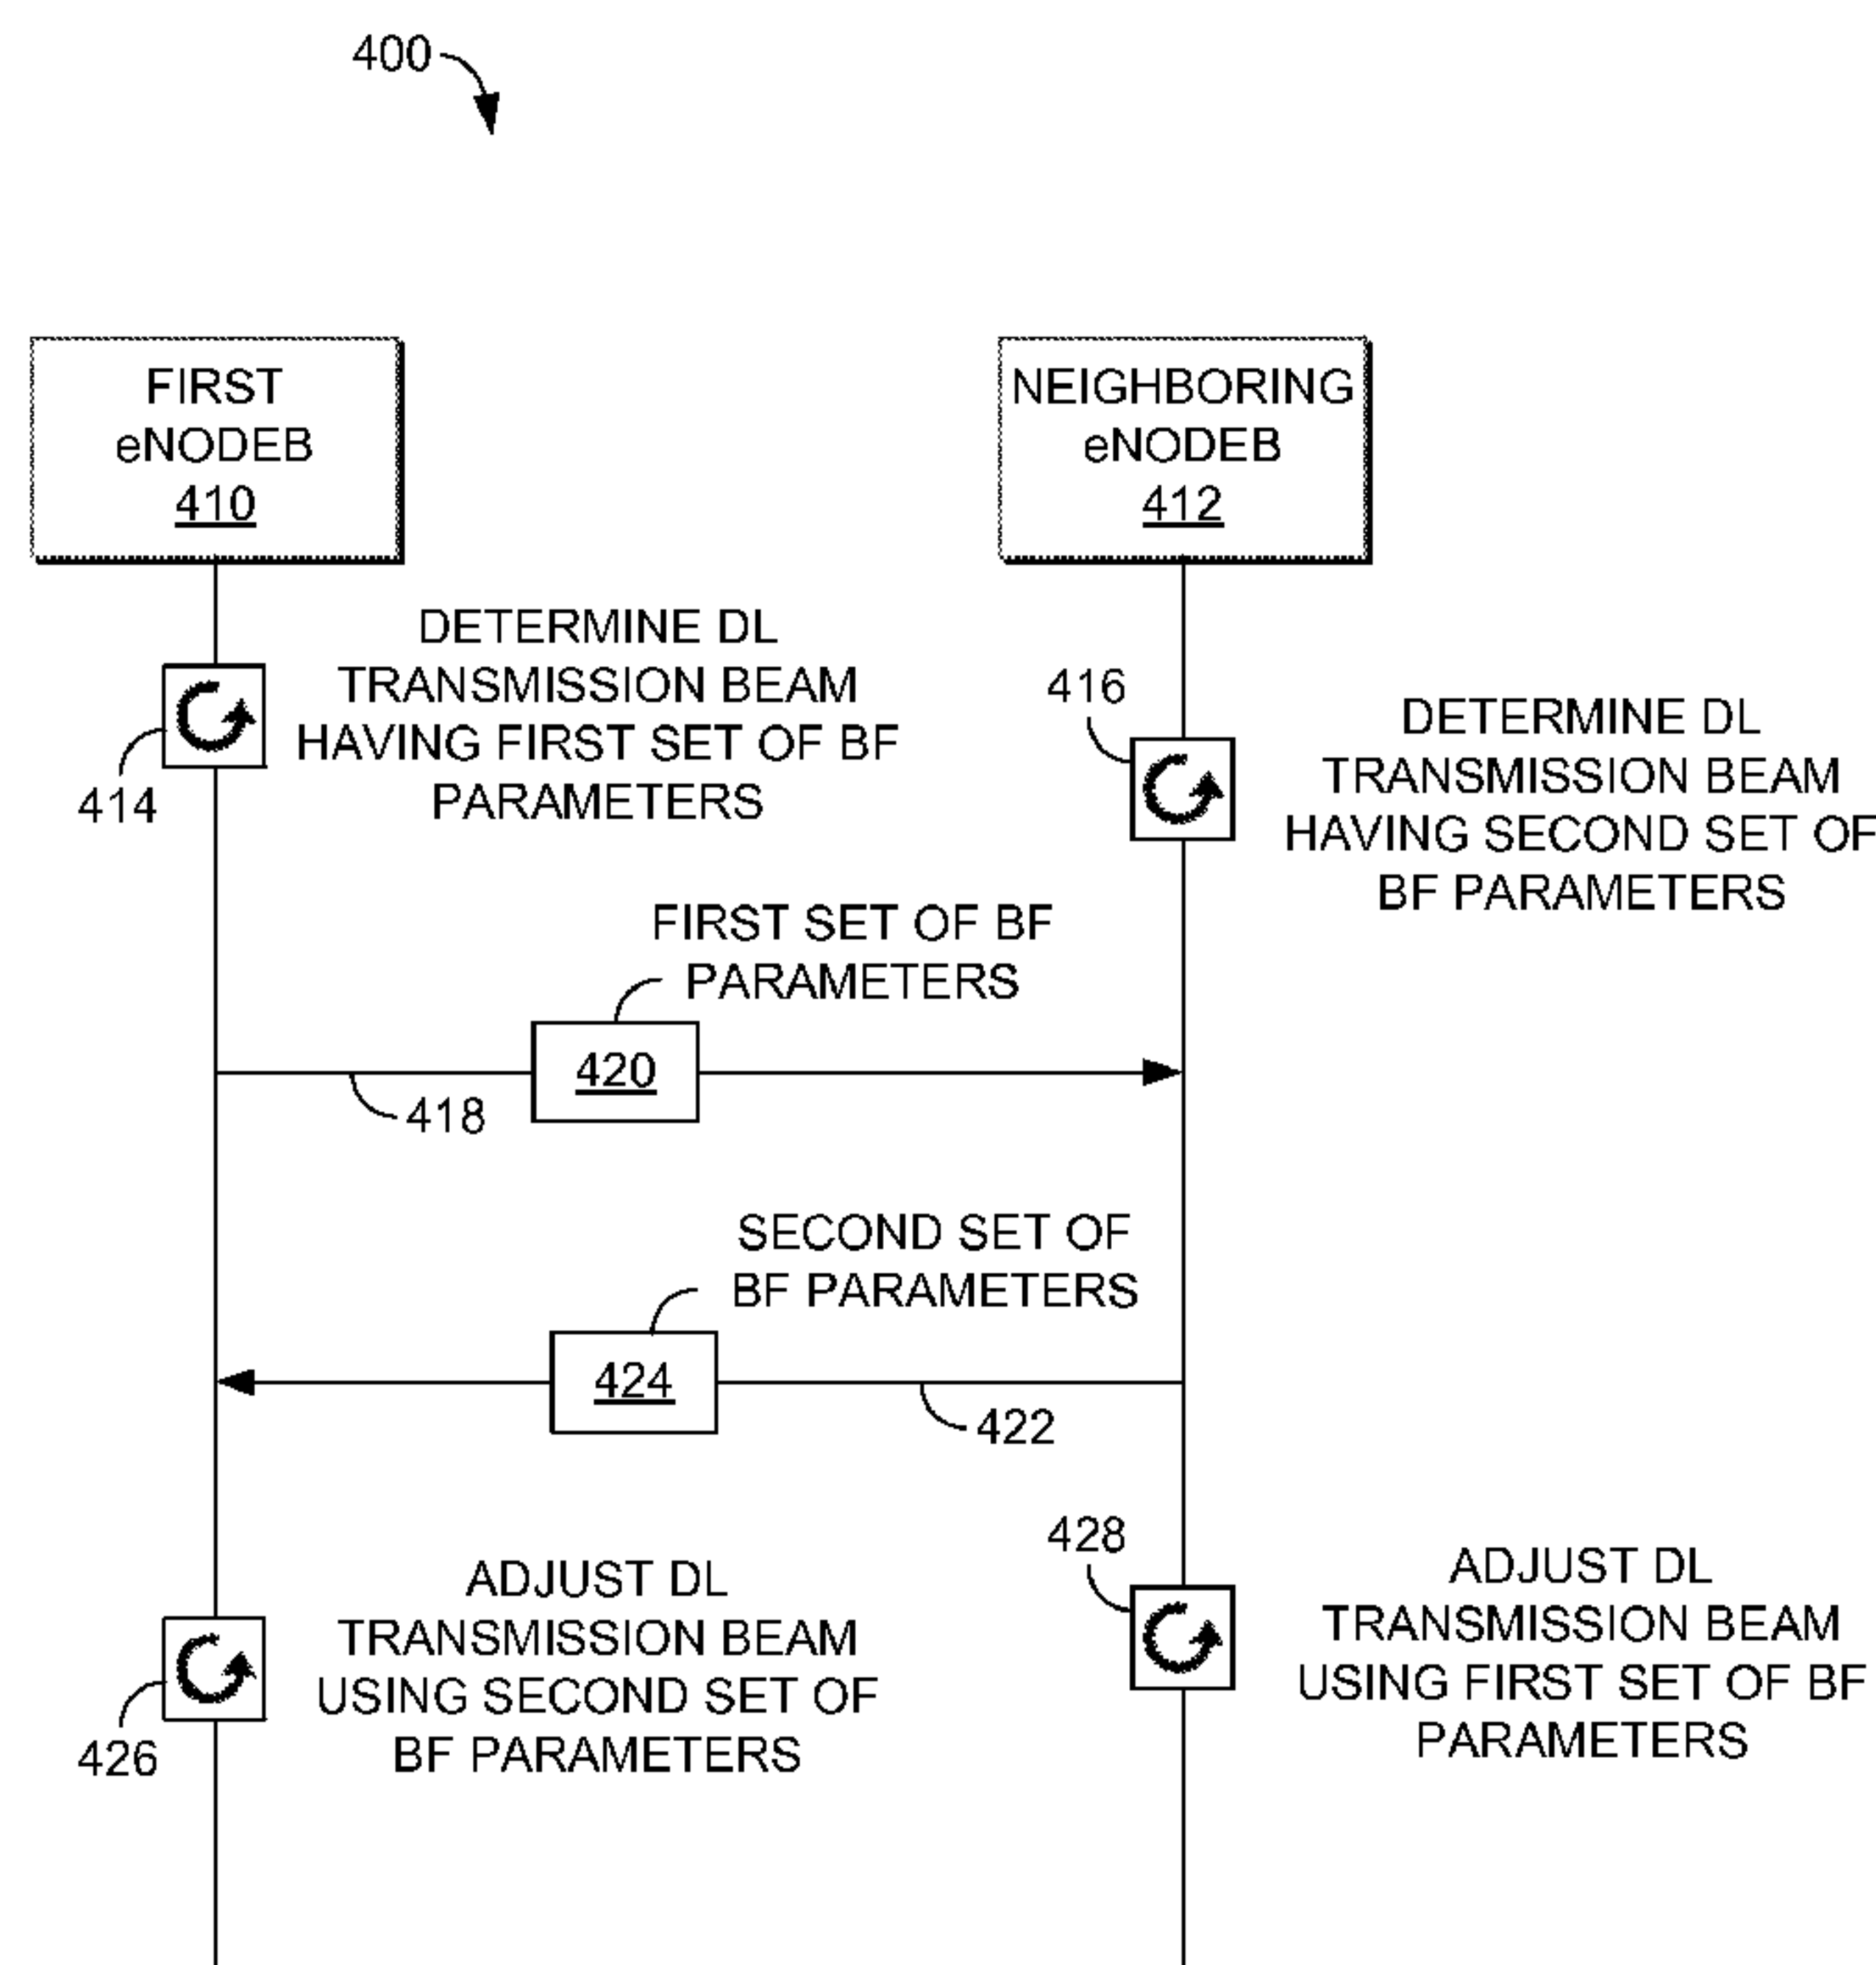 400
FIRST
eNODEB
410
NEIGHBORING
eNODEB
412
DETERMINE DL
TRANSMISSION BEAM
HAVING FIRST SET OF BF
PARAMETERS
414
416
DETERMINE DL
TRANSMISSION BEAM
HAVING SECOND SET OF
BF PARAMETERS
FIRST SET OF BF
PARAMETERS
420
418
SECOND SET OF
BF PARAMETERS
424
422
ADJUST DL
TRANSMISSION BEAM
USING SECOND SET OF
BF PARAMETERS
426
428
ADJUST DL
TRANSMISSION BEAM
USING FIRST SET OF BF
PARAMETERS